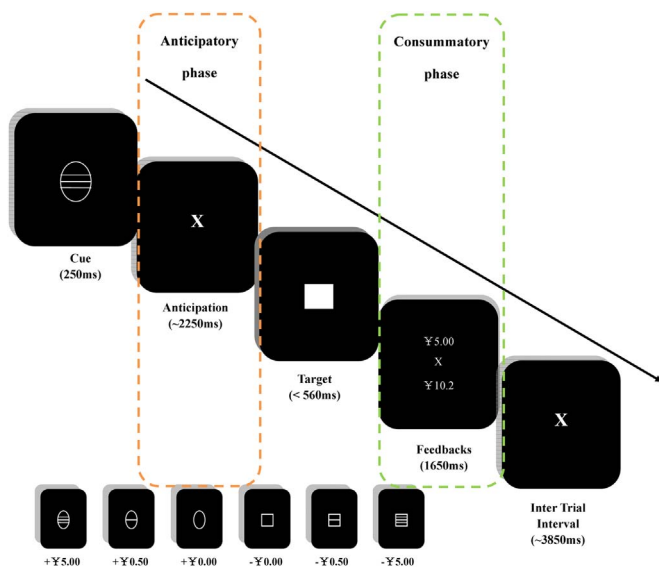 Anticipatory
phase
Consummatory
phase
Cue
(250ms)
X
Anticipation
(~2250ms)
Target
(< 560ms)
¥5.00
X
¥10.2
Feedbacks
(1650ms)
X
Inter Trial
Interval
(~3850ms)
+¥5.00 +¥0.50 +¥0.00 -¥0.00 -¥0.50 -¥5.00